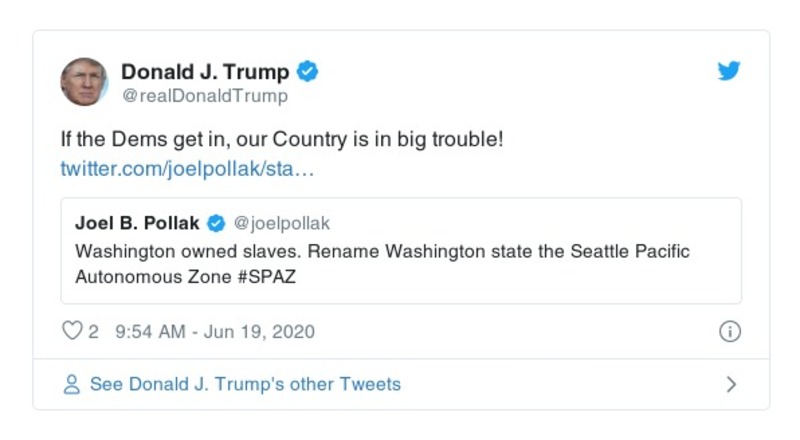 Donald J. Trump
@realDonaldTrump
If the Dems get in, our Country is in big trouble!
twitter.com/joelpollak/sta…
Joel B. Pollak @joelpollak
Washington owned slaves. Rename Washington state the Seattle Pacific
Autonomous Zone #SPAZ
2 9:54 AM - Jun 19, 2020
See Donald J. Trump's other Tweets